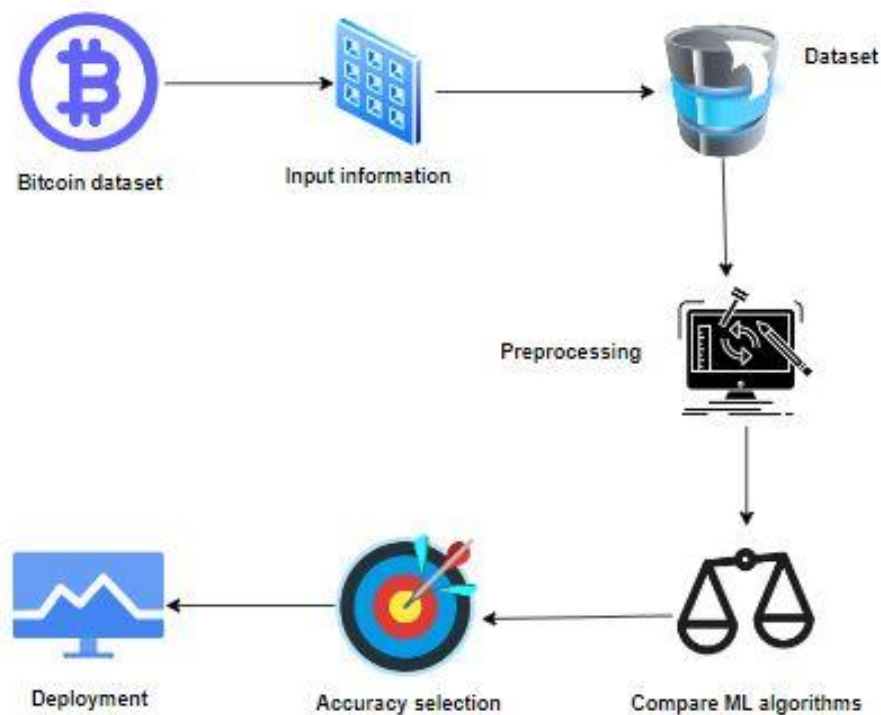 Bitcoin dataset
Input information
Dataset
Preprocessing
Compare ML algorithms
Accuracy selection
Deployment